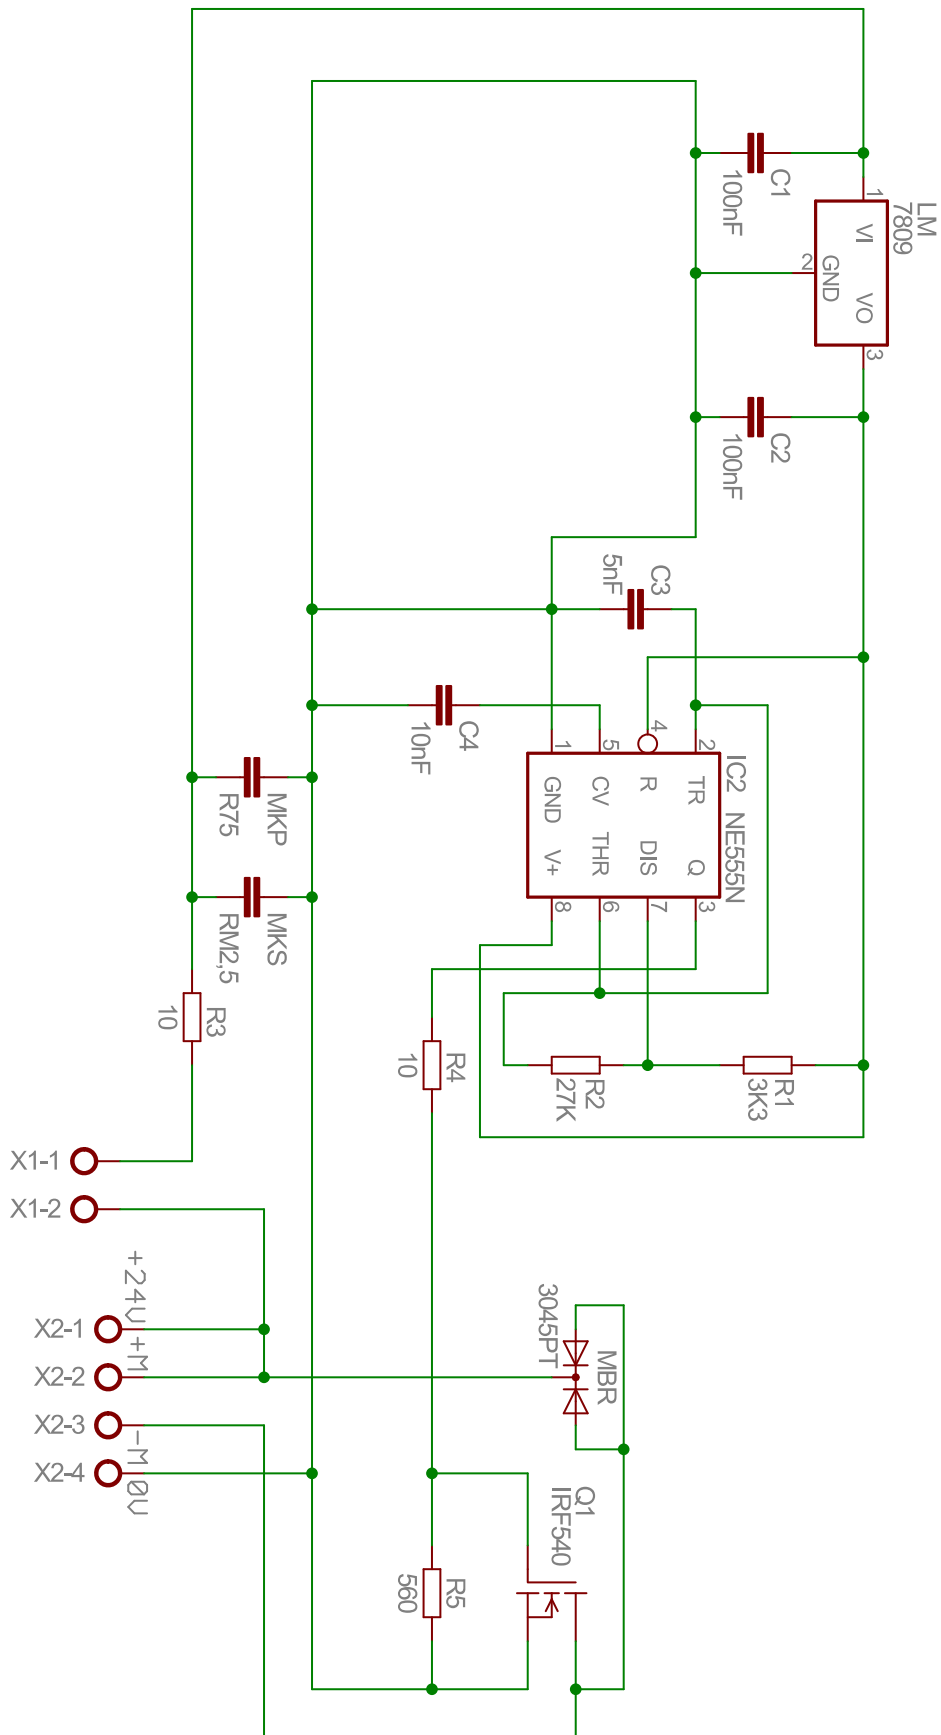 LM
7809
1
VI
2
GND
VO
3
C1
100nF
C2
100nF
C3
5nF
C4
10nF
IC2
NE555N
1
5
4
2
GND
CV
R
TR
V+
THR
DIS
Q
8
6
7
3
MKP
R75
MKS
RM2,5
R3
10
R4
10
R2
27K
R1
3K3
X1-1
X1-2
+24V
X2-1
+M
X2-2
X2-3
-M
X2-4
0V
MBR
3045PT
Q1
IRF540
R5
560